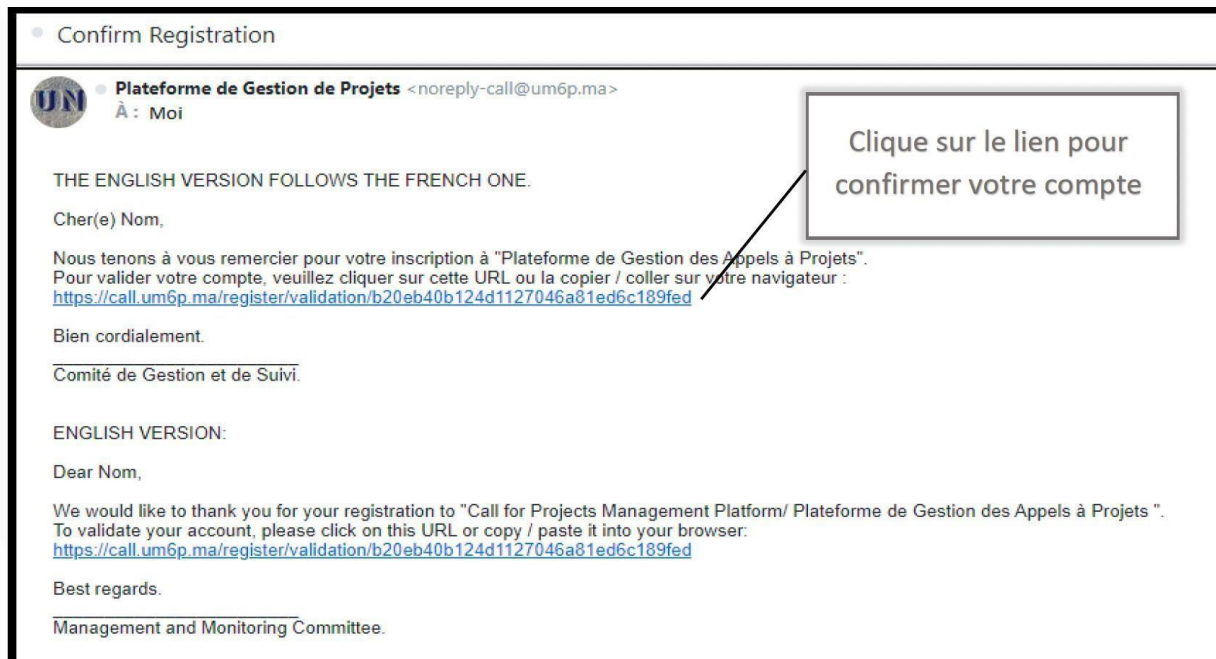 Confirm Registration
UM
Plateforme de Gestion de Projets <noreply-call@um6p.ma>
À : Moi
Clique sur le lien pour
confirmer votre compte
THE ENGLISH VERSION FOLLOWS THE FRENCH ONE.
Cher(e) Nom,
Nous tenons à vous remercier pour votre inscription à "Plateforme de Gestion des Appels à Projets".
Pour valider votre compte, veuillez cliquer sur cette URL ou la copier / coller sur votre navigateur :
https://call.um6p.ma/register/validation/b20eb40b124d1127046a81ed6c189fed
Bien cordialement.
Comité de Gestion et de Suivi.
ENGLISH VERSION:
Dear Nom,
We would like to thank you for your registration to "Call for Projects Management Platform/ Plateforme de Gestion des Appels à Projets ".
To validate your account, please click on this URL or copy / paste it into your browser:
https://call.um6p.ma/register/validation/b20eb40b124d1127046a81ed6c189fed
Best regards.
Management and Monitoring Committee.